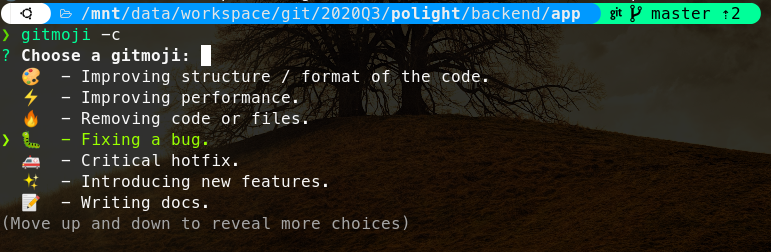 /mnt/data/workspace/git/2020Q3/polight/backend/app git master ⇡2
❯ gitmoji -c
? Choose a gitmoji:
🎨 - Improving structure / format of the code.
⚡ - Improving performance.
🔥 - Removing code or files.
❯ 🐛 - Fixing a bug.
🚑 - Critical hotfix.
✨ - Introducing new features.
📝 - Writing docs.
(Move up and down to reveal more choices)